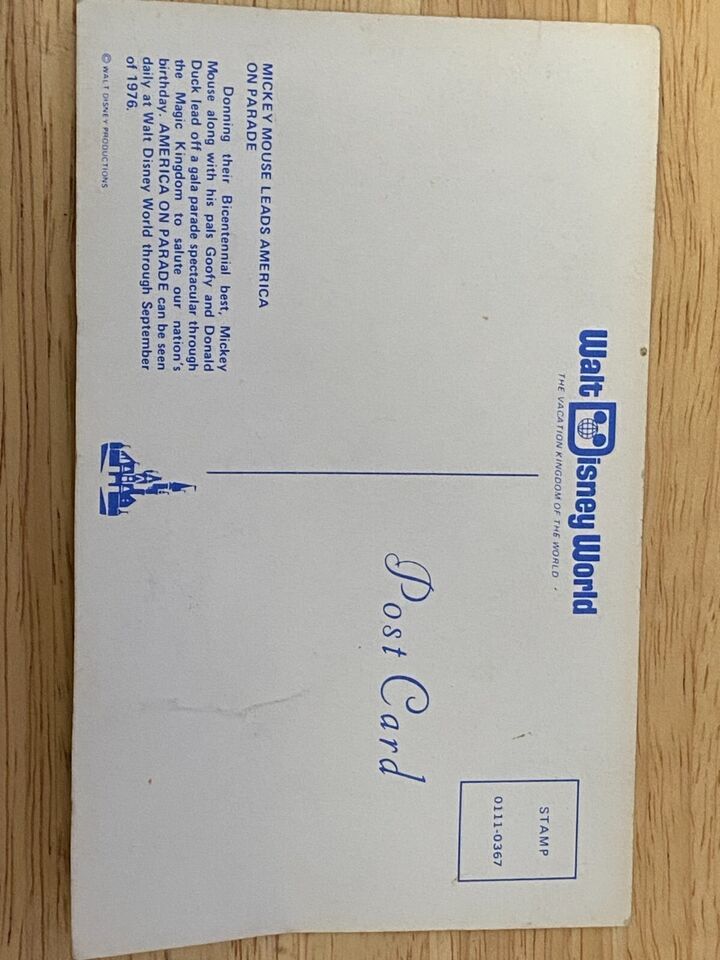 Walt Disney World
THE VACATION KINGDOM OF THE WORLD
STAMP
0111-0367
Post Card
MICKEY MOUSE LEADS AMERICA
ON PARADE
Donning their Bicentennial best, Mickey
Mouse along with his pals Goofy and Donald
Duck lead off a gala parade spectacular through
the Magic Kingdom to salute our nation's
birthday. AMERICA ON PARADE can be seen
daily at Walt Disney World through September
of 1976.
© WALT DISNEY PRODUCTIONS